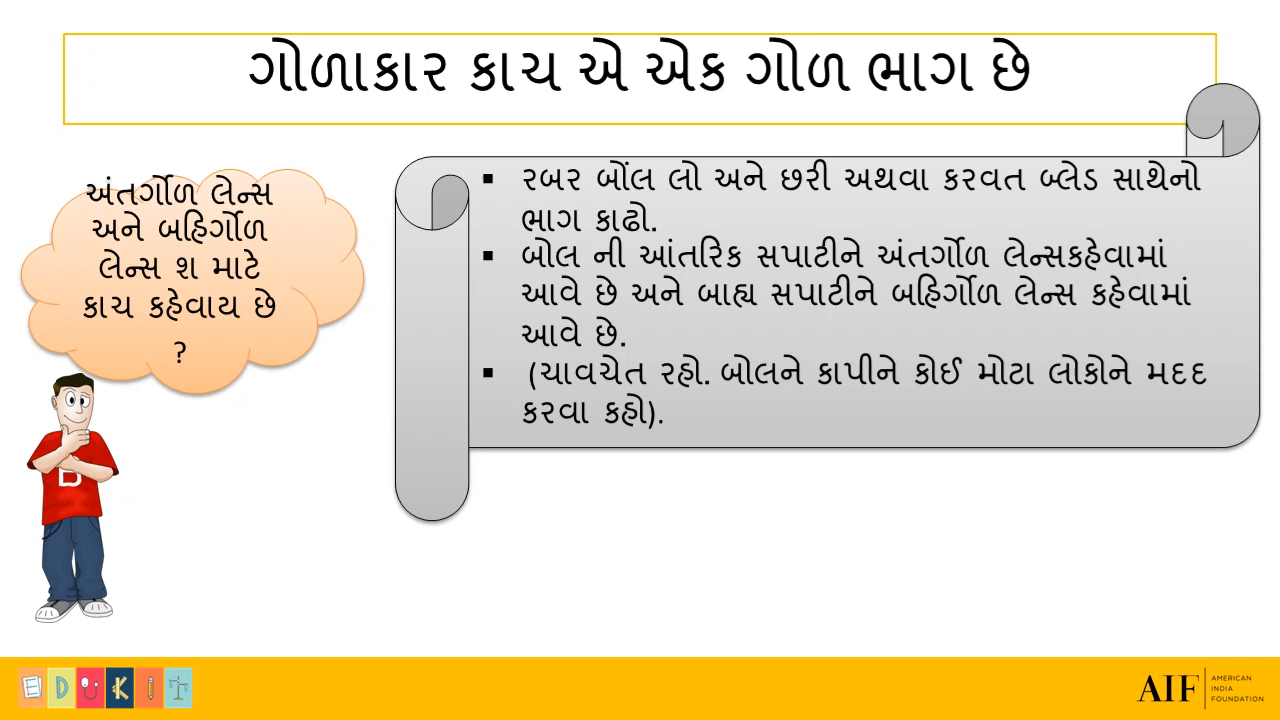 ગોળાકાર કાચ એ એક ગોળ ભાગ છે
અંતર્ગોળ લેન્સ
અને બહિર્ગોળ
લેન્સ શ માટે
કાચ કહેવાય છે
?
▪ રબર બોંલ લો અને છરી અથવા કરવત બ્લેડ સાથેનો
ભાગ કાઢો.
▪ બોલ ની આંતરિક સપાટીને અંતર્ગોળ લેન્સકહેવામાં
આવે છે અને બાહ્ય સપાટીને બહિર્ગોળ લેન્સ કહેવામાં
આવે છે.
▪ (ચાવચેત રહો. બોલને કાપીને કોઈ મોટા લોકોને મદદ
કરવા કહો).
B
EDUKIT
AIF
AMERICAN
INDIA
FOUNDATION